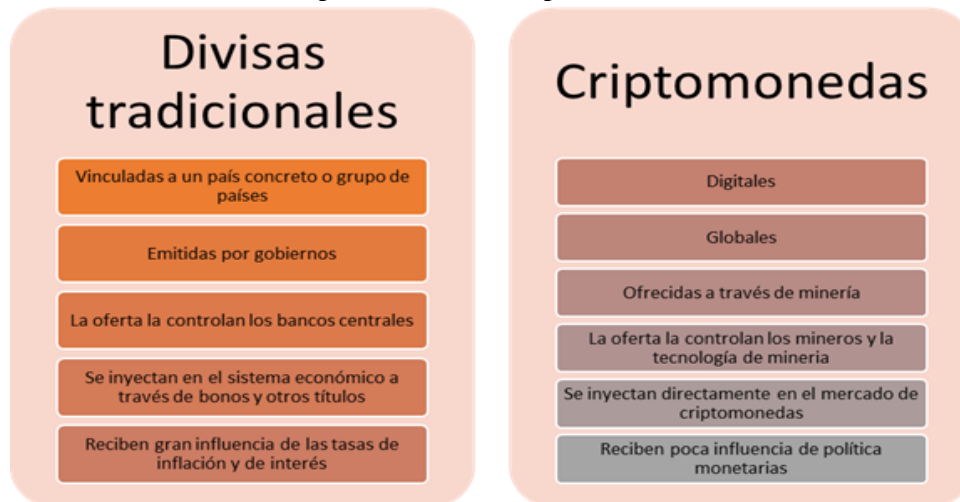 Divisas
tradicionales
Vinculadas a un país concreto o grupo de
países
Emitidas por gobiernos
La oferta la controlan los bancos centrales
Se inyectan en el sistema económico a
través de bonos y otros títulos
Reciben gran influencia de las tasas de
inflación y de interés
Criptomonedas
Digitales
Globales
Ofrecidas a través de minería
La oferta la controlan los mineros y la
tecnología de mineria
Se inyectan directamente en el mercado de
criptomonedas
Reciben poca influencia de política
monetarias